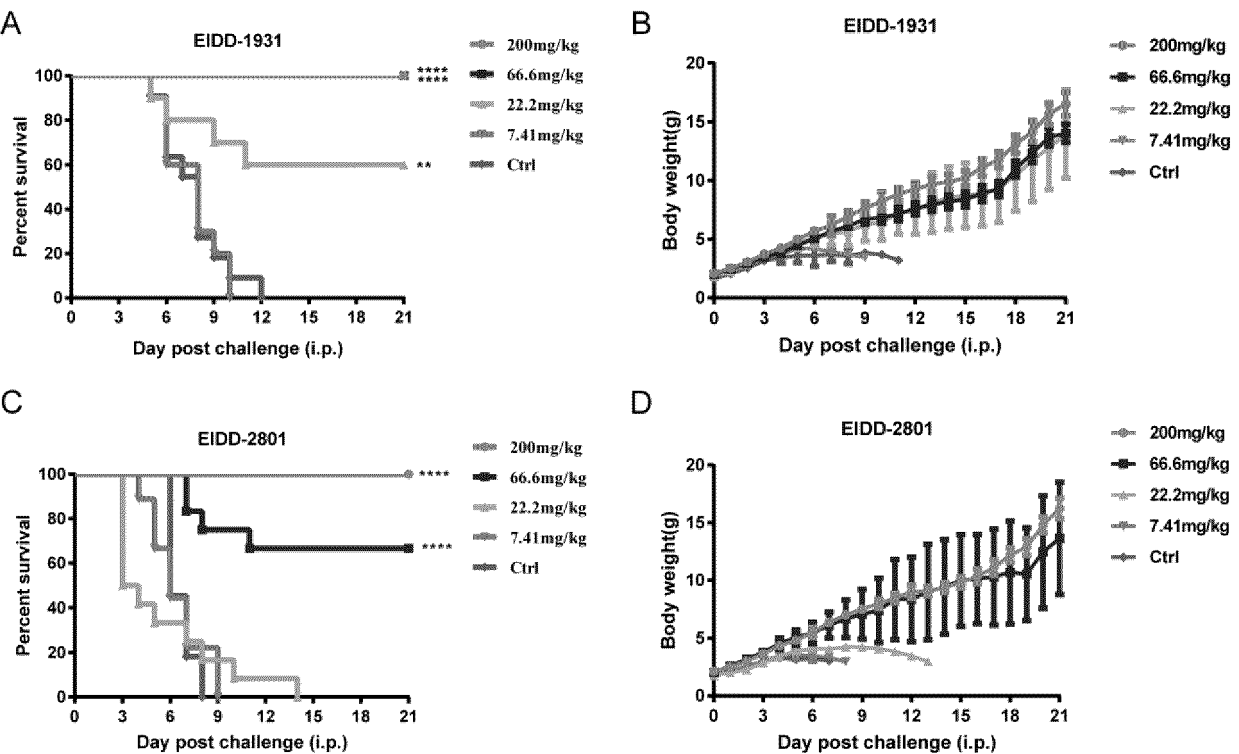 A
EIDD-1931
200mg/kg
66.6mg/kg
22.2mg/kg
7.41mg/kg
Ctrl
****
****
**
Percent survival
100
80
60
40
20
0
0 3 6 9 12 15 18 21
Day post challenge (i.p.)
B
EIDD-1931
200mg/kg
66.6mg/kg
22.2mg/kg
7.41mg/kg
Ctrl
Body weight(g)
20
15
10
5
0
0 3 6 9 12 15 18 21
Day post challenge (i.p.)
C
EIDD-2801
200mg/kg
66.6mg/kg
22.2mg/kg
7.41mg/kg
Ctrl
****
****
Percent survival
100
80
60
40
20
0
0 3 6 9 12 15 18 21
Day post challenge (i.p.)
D
EIDD-2801
200mg/kg
66.6mg/kg
22.2mg/kg
7.41mg/kg
Ctrl
Body weight(g)
20
15
10
5
0
0 3 6 9 12 15 18 21
Day post challenge (i.p.)